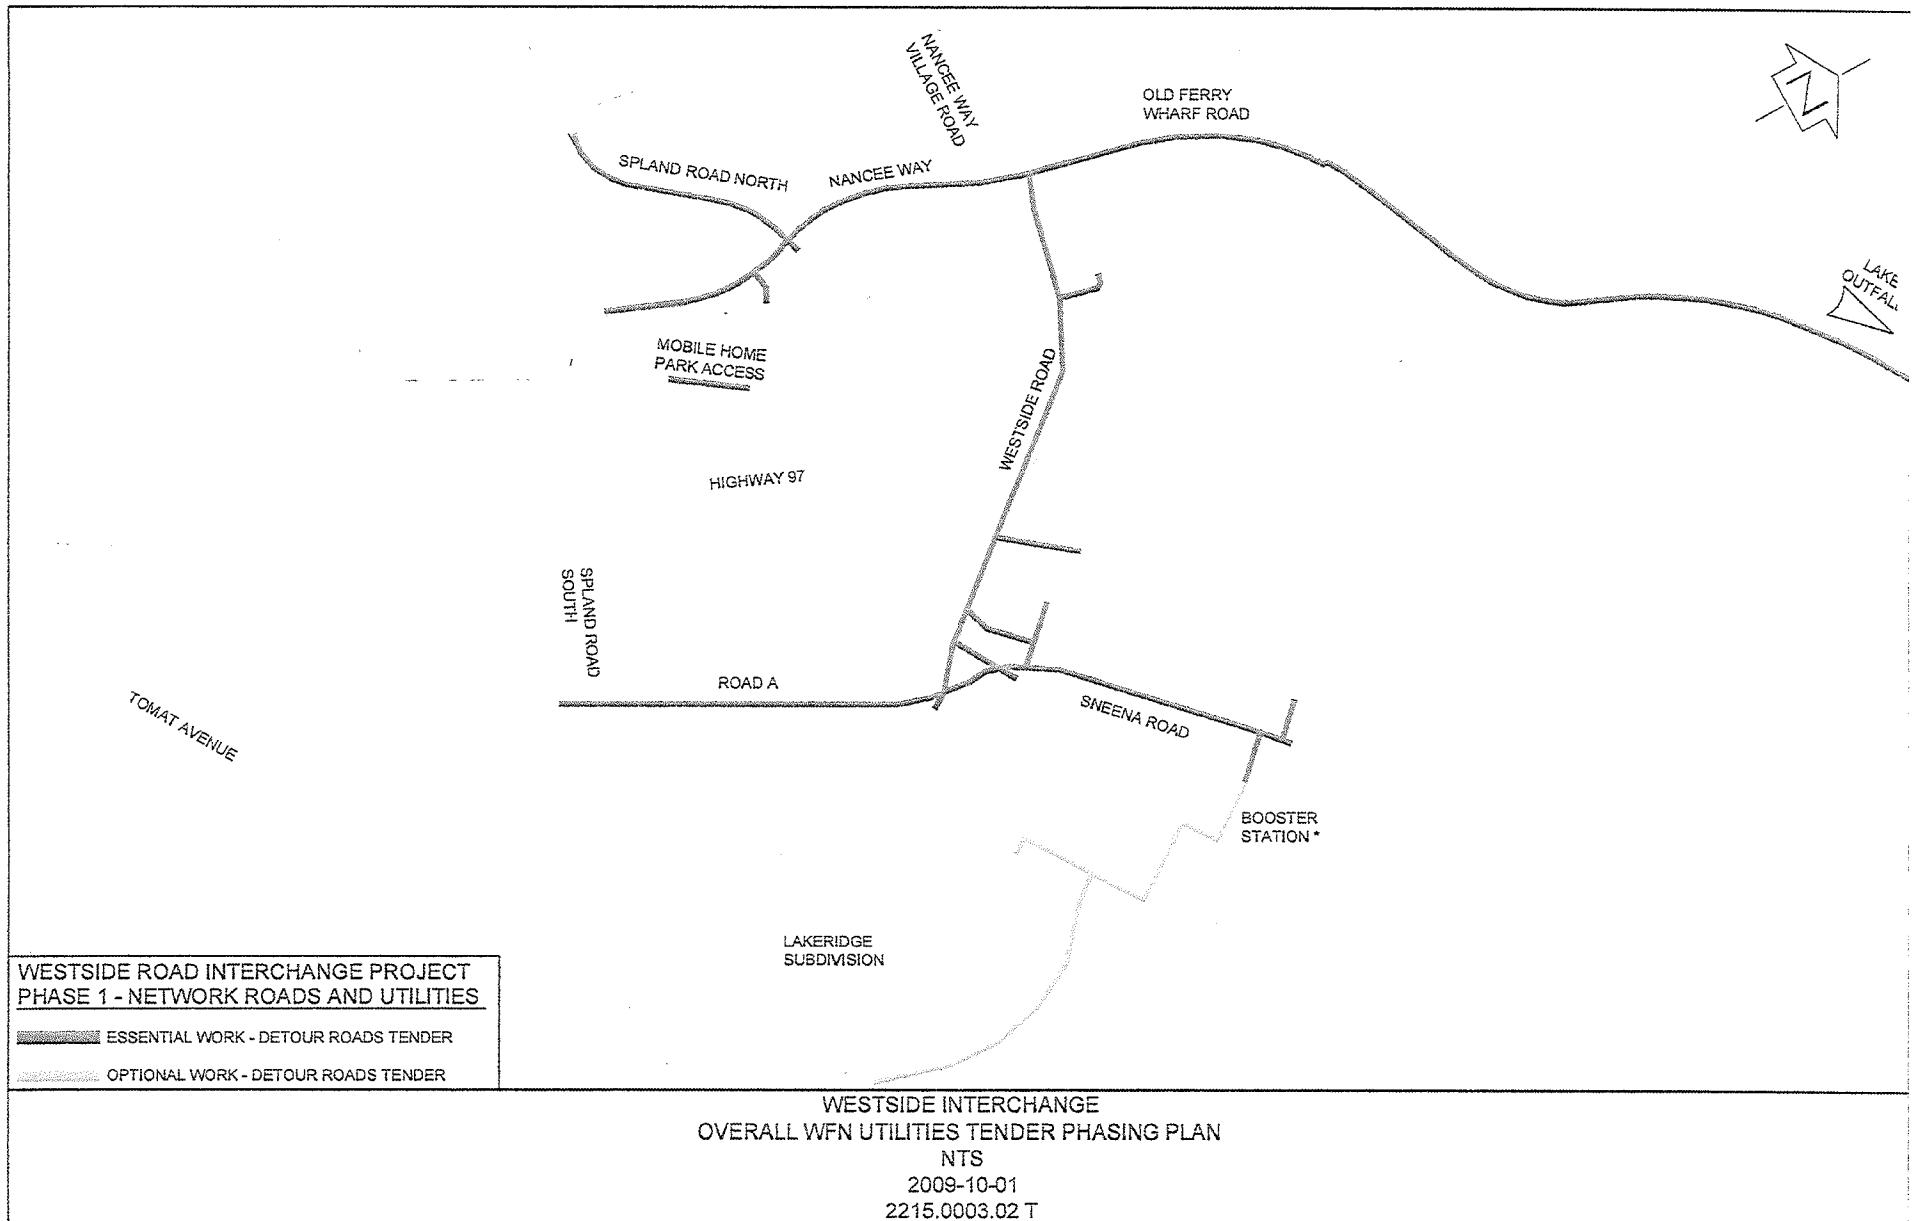 NANCEE WAY
VILLAGE ROAD
OLD FERRY
WHARF ROAD
N
SPLAND ROAD NORTH
NANCEE WAY
LAKE
OUTFAL
MOBILE HOME
PARK ACCESS
WESTSIDE ROAD
HIGHWAY 97
SPLAND ROAD
SOUTH
ROAD A
SNEENA ROAD
TOMAT AVENUE
BOOSTER
STATION *
LAKERIDGE
SUBDIVISION
WESTSIDE ROAD INTERCHANGE PROJECT
PHASE 1 - NETWORK ROADS AND UTILITIES
ESSENTIAL WORK - DETOUR ROADS TENDER
OPTIONAL WORK - DETOUR ROADS TENDER
WESTSIDE INTERCHANGE
OVERALL WFN UTILITIES TENDER PHASING PLAN
NTS
2009-10-01
2215.0003.02 T